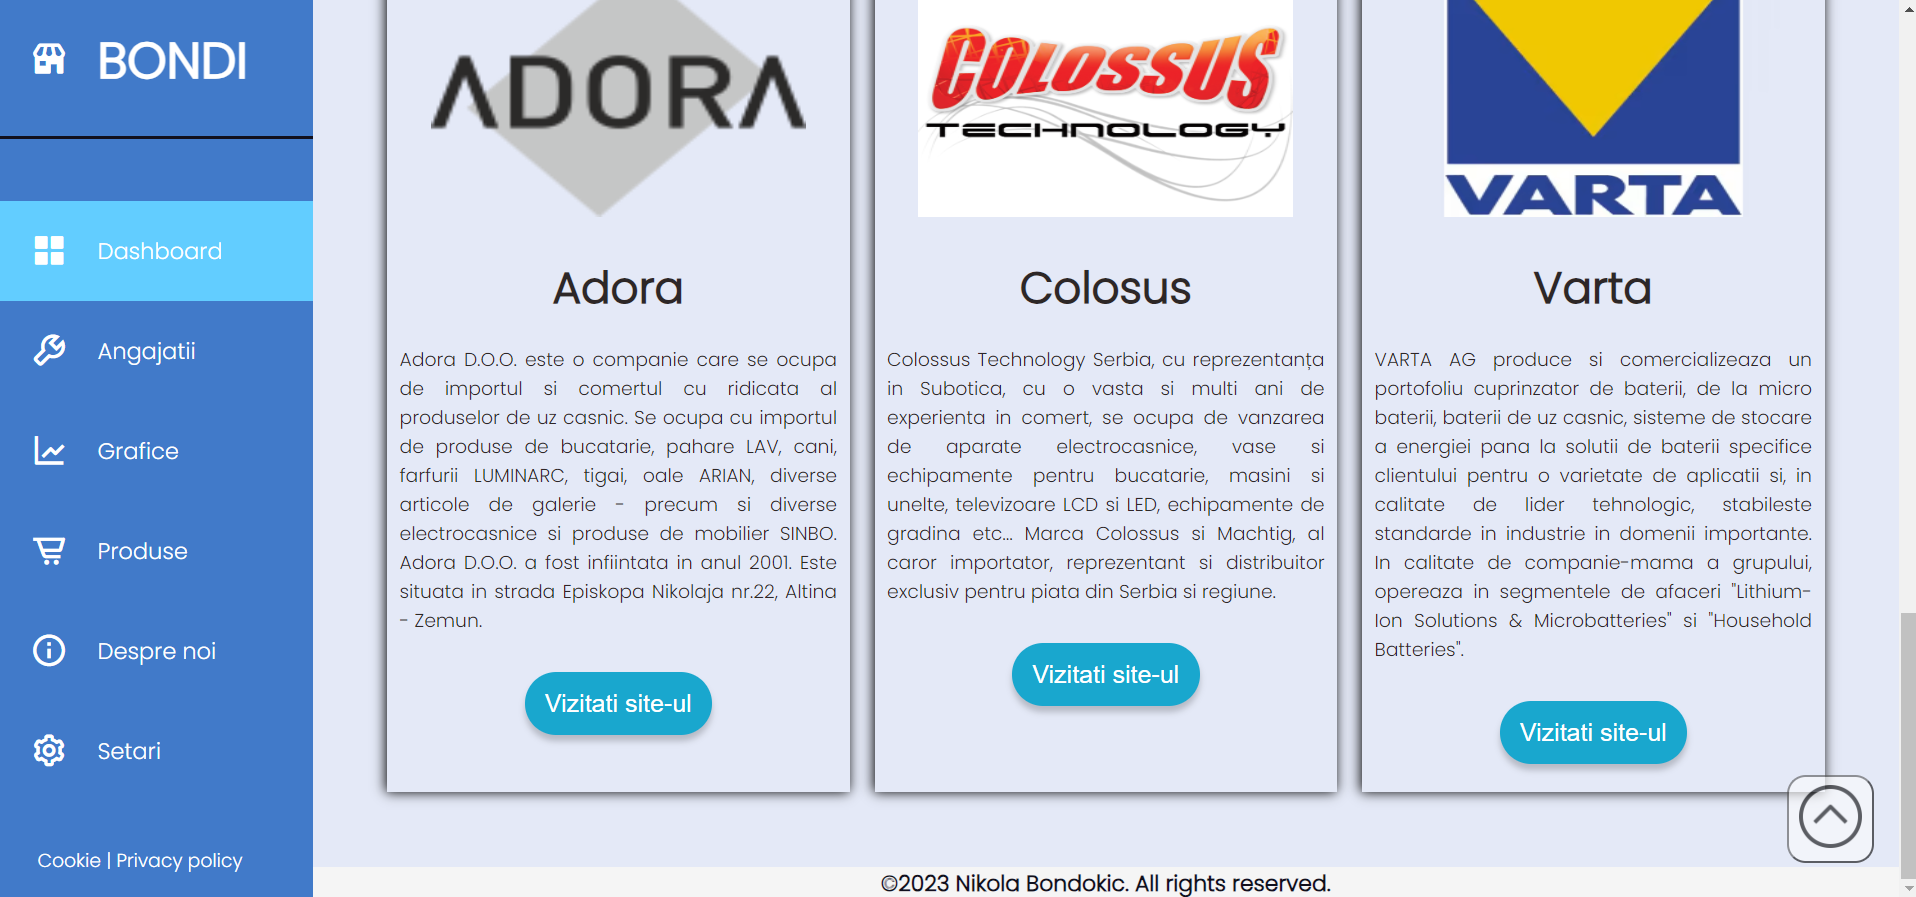 BONDI
Dashboard
Angajatii
Grafice
Produse
Despre noi
Setari
Cookie | Privacy policy
ADORA
Adora
Adora D.O.O. este o companie care se ocupa
de importul si comertul cu ridicata al
produselor de uz casnic. Se ocupa cu importul
de produse de bucatarie, pahare LAV, cani,
farfurii LUMINARC, tigai, oale ARIAN, diverse
articole de galerie - precum si diverse
electrocasnice si produse de mobilier SINBO.
Adora D.O.O. a fost infiintata in anul 2001. Este
situata in strada Episkopa Nikolaja nr.22, Altina
- Zemun.
Vizitati site-ul
COLOSSUS
TECHNOLOGY
Colosus
Colossus Technology Serbia, cu reprezentanța
in Subotica, cu o vasta si multi ani de
experienta in comert, se ocupa de vanzarea
de aparate electrocasnice, vase si
echipamente pentru bucatarie, masini si
unelte, televizoare LCD si LED, echipamente de
gradina etc... Marca Colossus si Machtig, al
caror importator, reprezentant si distribuitor
exclusiv pentru piata din Serbia si regiune.
Vizitati site-ul
VARTA
Varta
VARTA AG produce si comercializeaza un
portofoliu cuprinzator de baterii, de la micro
baterii, baterii de uz casnic, sisteme de stocare
a energiei pana la solutii de baterii specifice
clientului pentru o varietate de aplicatii si, in
calitate de lider tehnologic, stabileste
standarde in industrie in domenii importante.
In calitate de companie-mama a grupului,
opereaza in segmentele de afaceri "Lithium-
Ion Solutions & Microbatteries" si "Household
Batteries".
Vizitati site-ul
©2023 Nikola Bondokic. All rights reserved.